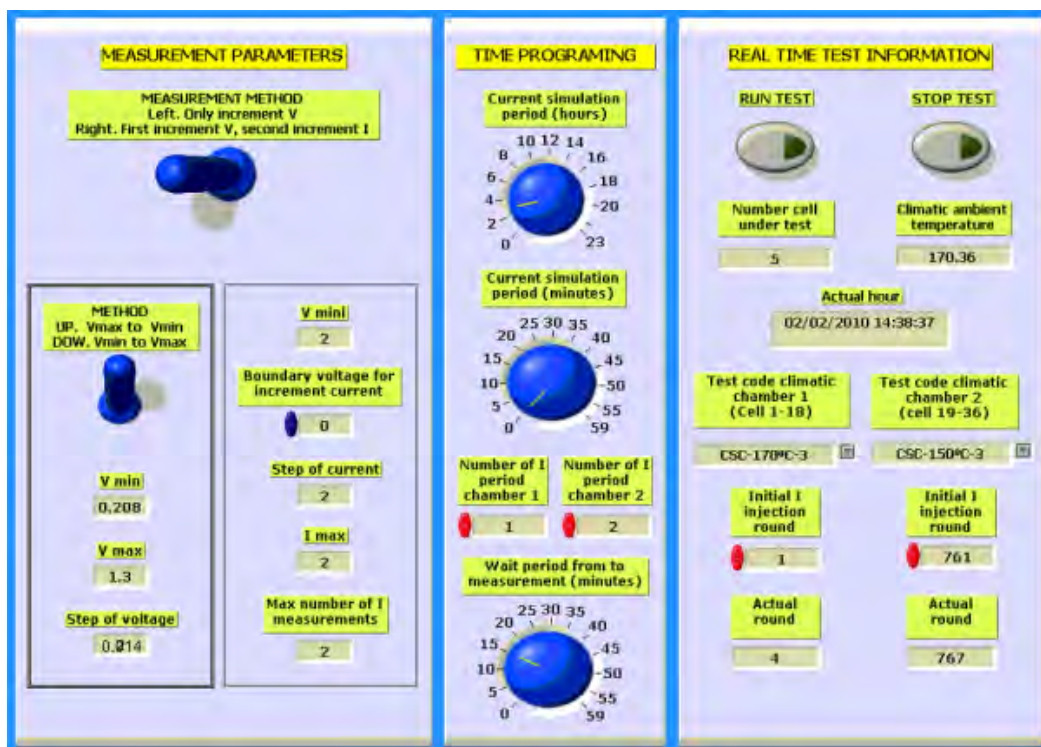 MEASUREMENT PARAMETERS
MEASUREMENT METHOD
Left. Only increment V
Right. First increment V, second increment I
METHOD
UP. Vmax to Vmin
DOW. Vmin to Vmax
V min
0,208
V max
1.3
Step of voltage
V mini
2
Boundary voltage for
increment current
0
Step of current
2
I max
2
Max number of I
measurements
2
TIME PROGRAMING
Current simulation
period (hours)
0 2 4 6 8 10 12 14 16 18 20 23
Current simulation
period (minutes)
0 5 10 15 20 25 30 35 40 45 50 55 59
Number of I
period
chamber 1
1
Number of I
period
chamber 2
2
Wait period from to
measurement (minutes)
0 5 10 15 20 25 30 35 40 45 50 55 59
REAL TIME TEST INFORMATION
RUN TEST
STOP TEST
Number cell
under test
5
Climatic ambient
temperature
170.36
Actual hour
02/02/2010 14:38:37
Test code climatic
chamber 1
(Cell 1-18)
CSC-170ºC-3
Test code climatic
chamber 2
(cell 19-36)
CSC-150ºC-3
Initial I
injection
round
1
Initial I
injection
round
761
Actual
round
4
Actual
round
767